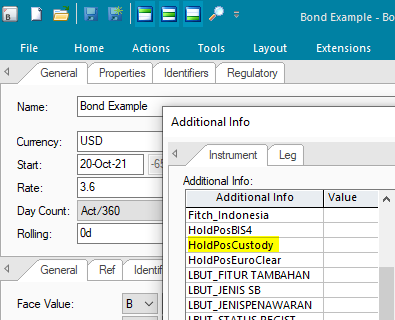 Bond Example - Bo
File Home Actions Tools Layout Extensions
General Properties Identifiers Regulatory
Name: Bond Example
Currency: USD
Start: 20-Oct-21
Rate: 3.6
Day Count: Act/360
Rolling: 0d
General Ref
Face Value: B
Additional Info
Instrument Leg
Additional Info:
Additional Info Value
Fitch_Indonesia
HoldPosBIS4
HoldPosCustody
HoldPosEuroClear
LBUT_FITUR TAMBAHAN
LBUT_JENIS SB
LBUT_JENISPENAWARAN
LBUT_STATUS REGIST